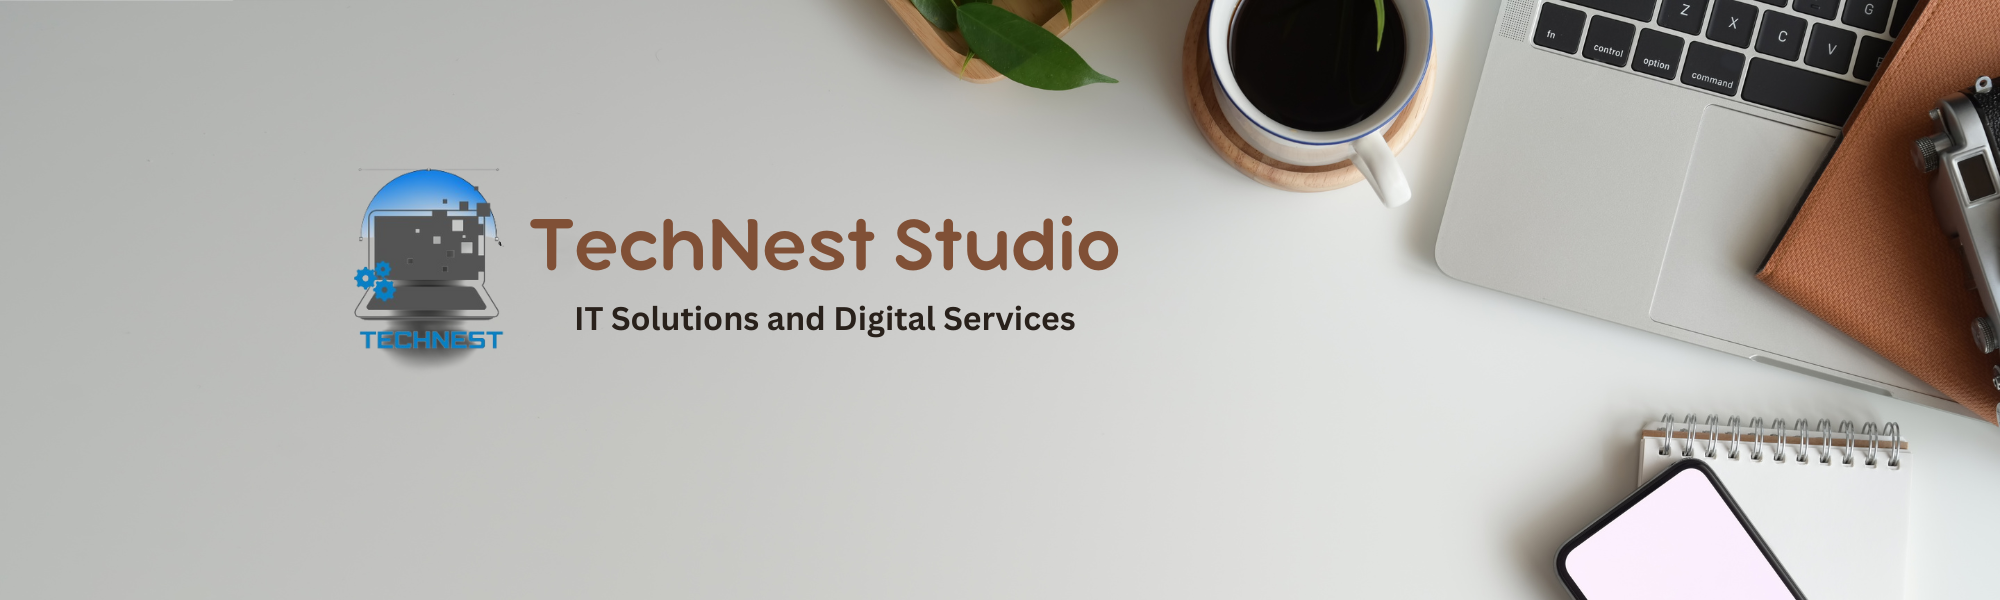 Z X C V G
fn control option command
TechNest Studio
IT Solutions and Digital Services
TECHNEST